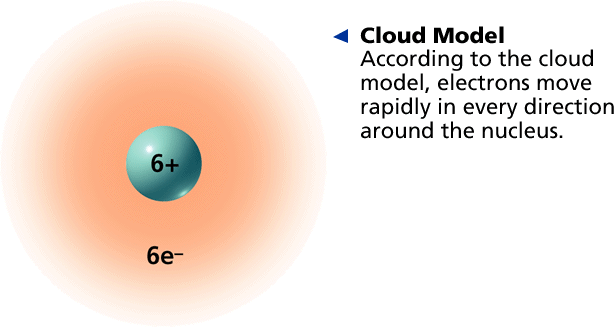 Cloud Model
According to the cloud
model, electrons move
rapidly in every direction
around the nucleus.
6+
6e⁻